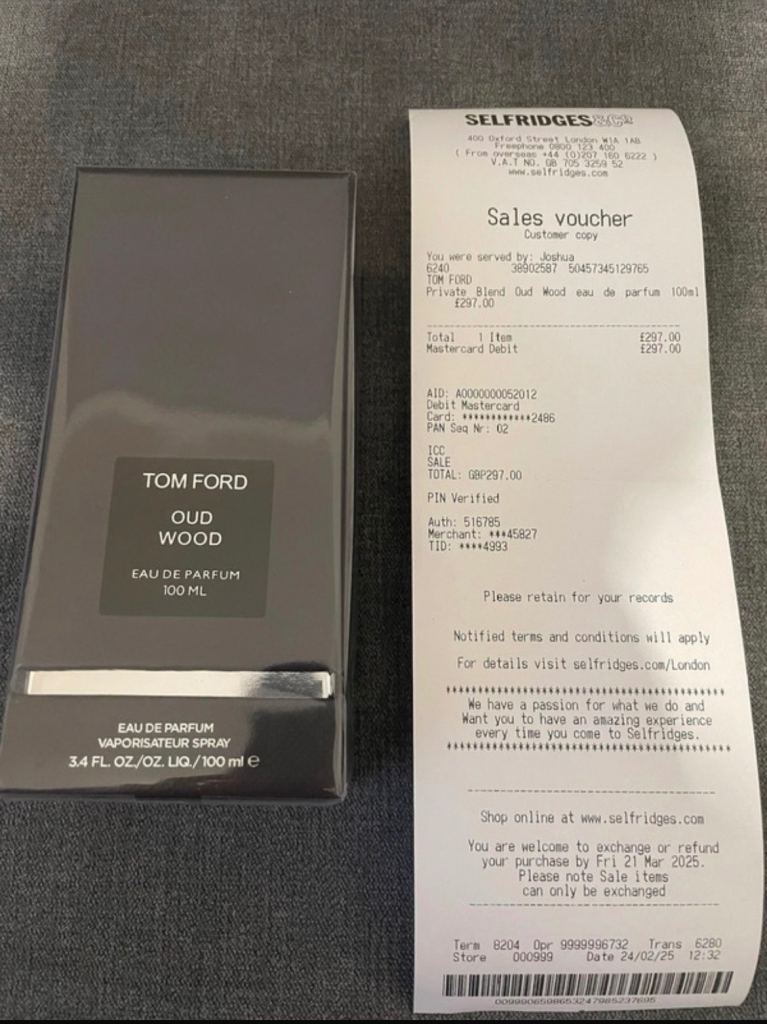 TOM FORD
OUD
WOOD
EAU DE PARFUM
100 ML
EAU DE PARFUM
VAPORISATEUR SPRAY
3.4 FL. OZ./OZ. LIQ./100 ml ℮
SELFRIDGES&Cº
400 Oxford Street London W1A 1AB
Freephone 0800 123 400
( From overseas +44 (0)207 160 6222 )
V.A.T NO. GB 705 3259 52
www.selfridges.com
Sales voucher
Customer copy
You were served by: Joshua
6240 38902587 50457345129765
TOM FORD
Private Blend Oud Wood eau de parfum 100ml
£297.00
Total 1 Item £297.00
Mastercard Debit £297.00
AID: A0000000052012
Debit Mastercard
Card: ************2486
PAN Seq Nr: 02
ICC
SALE
TOTAL: GBP297.00
PIN Verified
Auth: 516785
Merchant: ***45827
TID: ****4993
Please retain for your records
Notified terms and conditions will apply
For details visit selfridges.com/London
****************************************
We have a passion for what we do and
Want you to have an amazing experience
every time you come to Selfridges.
****************************************
Shop online at www.selfridges.com
You are welcome to exchange or refund
your purchase by Fri 21 Mar 2025.
Please note Sale items
can only be exchanged
Term 8204 Opr 9999996732 Trans 6280
Store 000999 Date 24/02/25 12:32